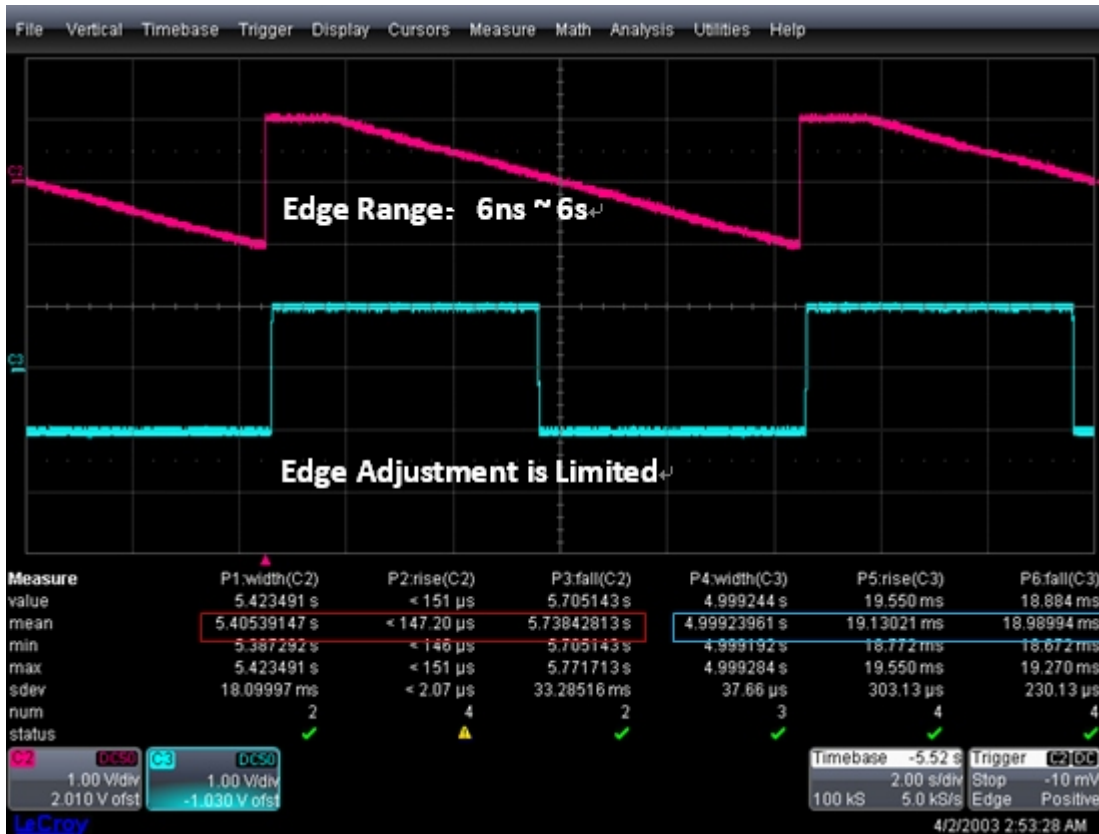 File Vertical Timebase Trigger Display Cursors Measure Math Analysis Utilities Help
C2
Edge Range: 6ns ~ 6s↵
C3
Edge Adjustment is Limited↵
Measure P1:width(C2) P2:rise(C2) P3:fall(C2) P4:width(C3) P5:rise(C3) P6:fall(C3)
value 5.423491 s < 151 µs 5.705143 s 4.999244 s 19.550 ms 18.884 ms
mean 5.40539147 s < 147.20 µs 5.73842813 s 4.99923961 s 19.13021 ms 18.98994 ms
min 5.387292 s < 146 µs 5.705143 s 4.999192 s 18.772 ms 18.672 ms
max 5.423491 s < 151 µs 5.771713 s 4.999284 s 19.550 ms 19.270 ms
sdev 18.09997 ms < 2.07 µs 33.28516 ms 37.66 µs 303.13 µs 230.13 µs
num 2 4 2 3 4 4
status
C2 DC50 C3 DC50 Timebase -5.52 s Trigger C2 DC
1.00 V/div 1.00 V/div 2.00 s/div Stop -10 mV
2.010 V ofst -1.030 V ofst 100 kS 5.0 kS/s Edge Positive
LeCroy 4/2/2003 2:53:28 AM